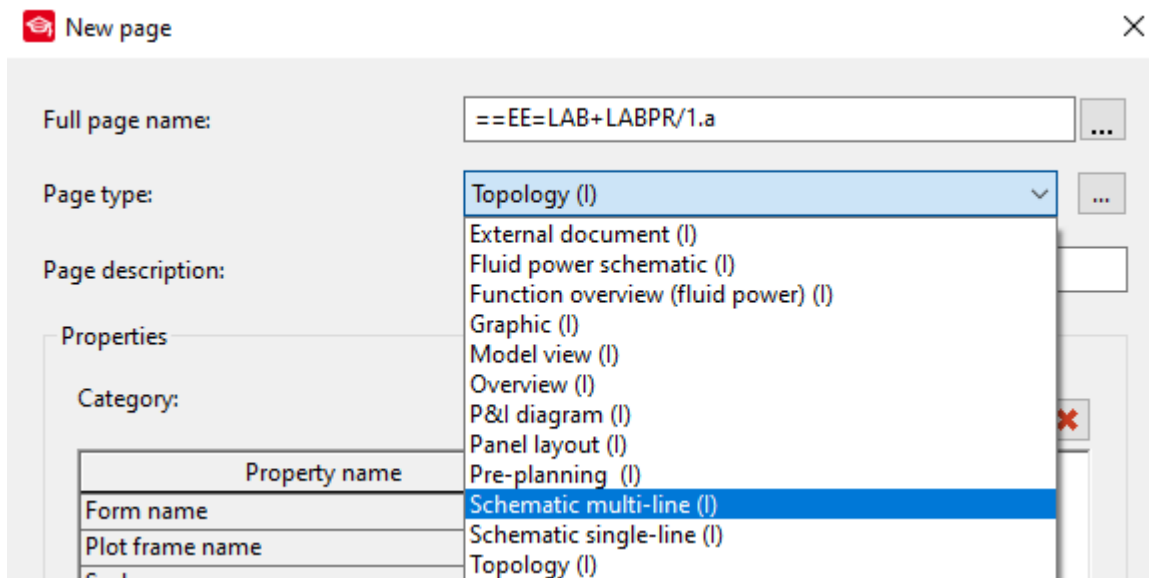 New page
Full page name:
==EE=LAB+LABPR/1.a
...
Page type:
Topology (I)
...
External document (I)
Fluid power schematic (I)
Page description:
Function overview (fluid power) (I)
Graphic (I)
Properties
Model view (I)
Overview (I)
Category:
P&I diagram (I)
Panel layout (I)
Property name
Pre-planning (I)
Form name
Schematic multi-line (I)
Plot frame name
Schematic single-line (I)
Topology (I)